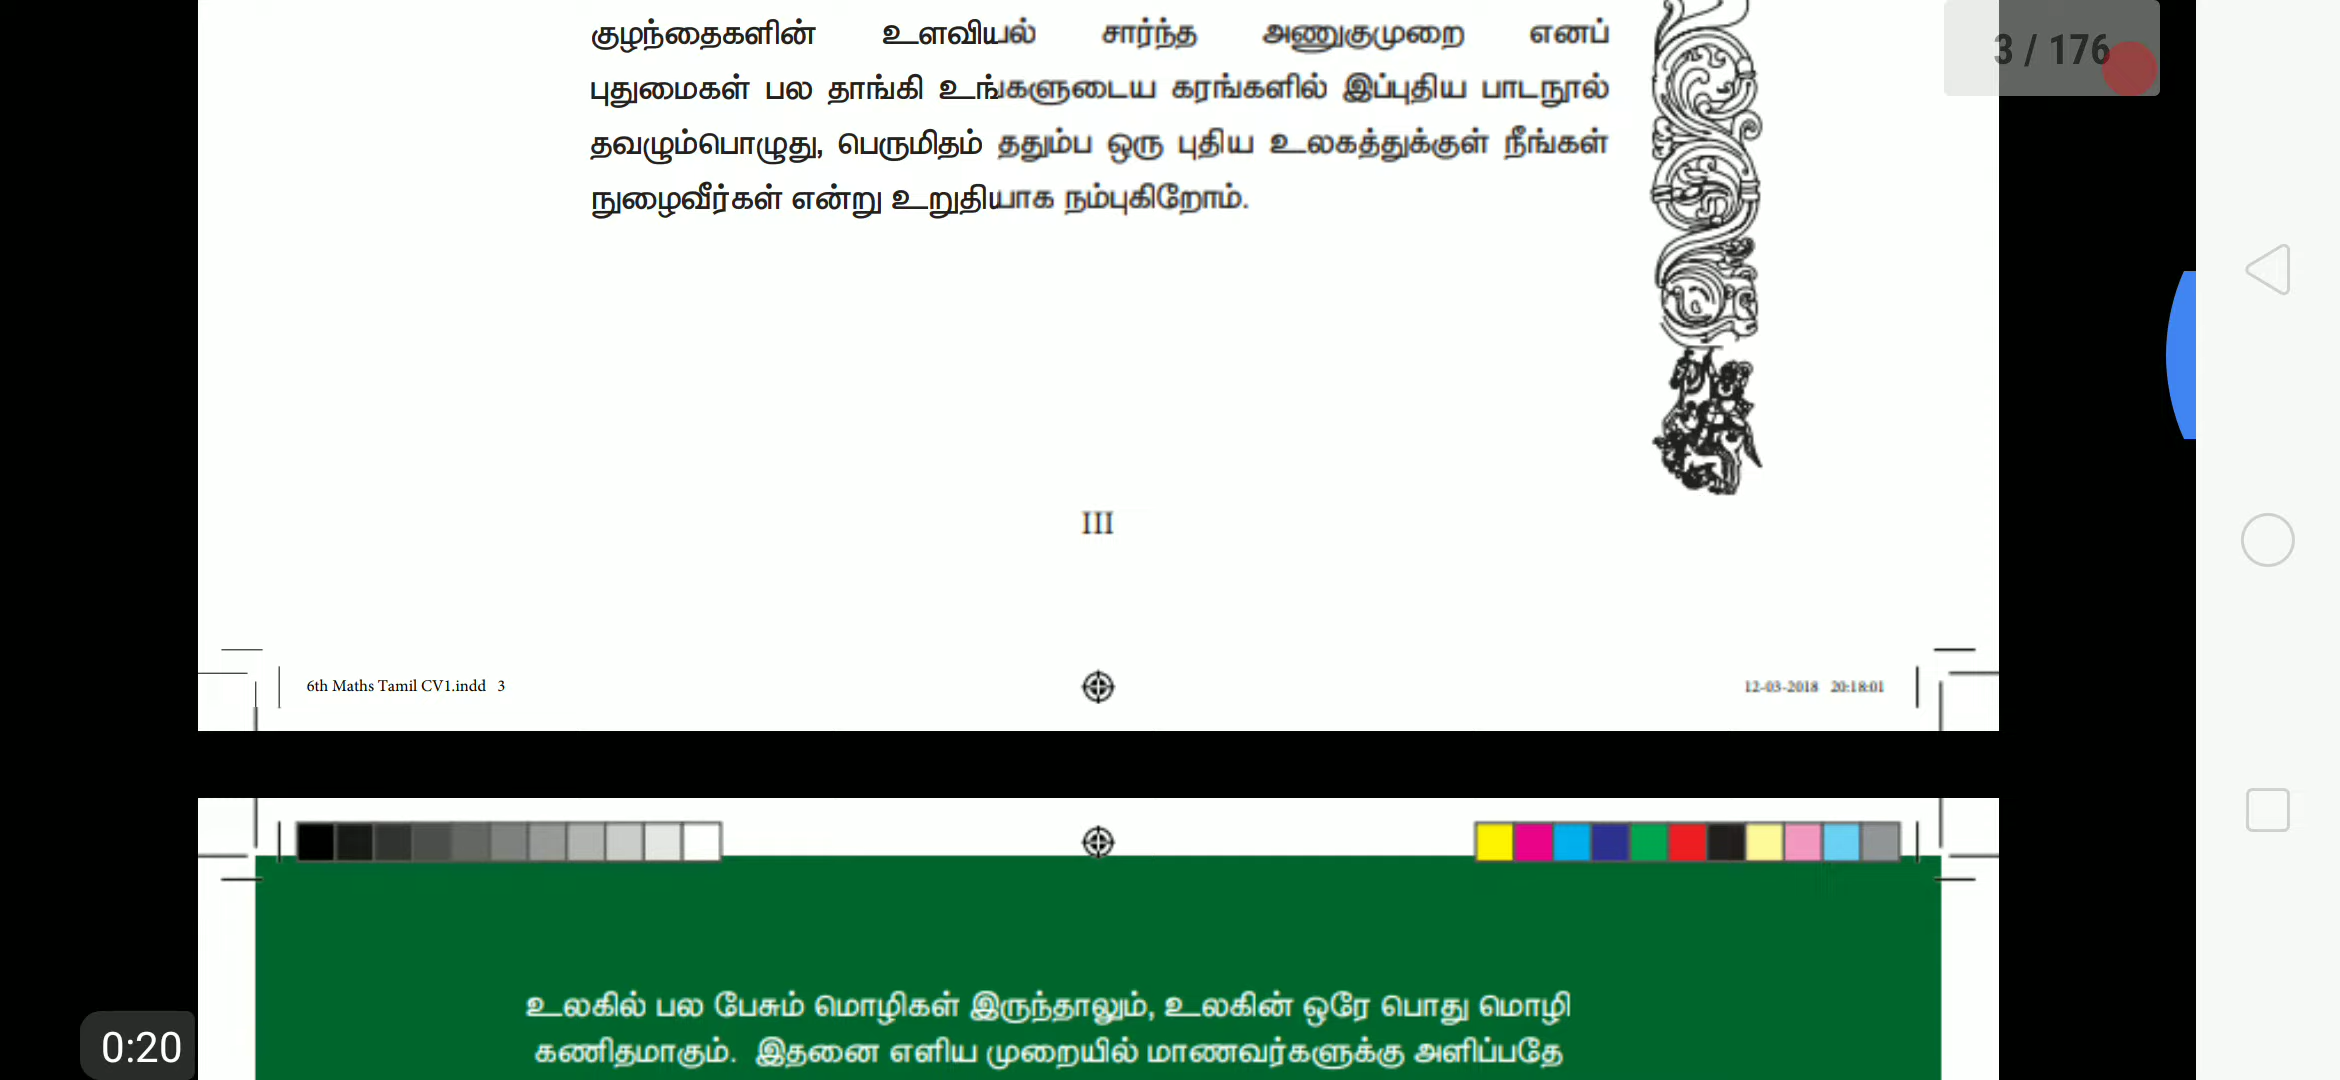 குழந்தைகளின் உளவியல் சார்ந்த அணுகுமுறை எனப்
புதுமைகள் பல தாங்கி உங்களுடைய கரங்களில் இப்புதிய பாடநூல்
தவழும்பொழுது, பெருமிதம் ததும்ப ஒரு புதிய உலகத்துக்குள் நீங்கள்
நுழைவீர்கள் என்று உறுதியாக நம்புகிறோம்.
3 / 176
III
6th Maths Tamil CV1.indd 3
12-03-2018 20:18:01
உலகில் பல பேசும் மொழிகள் இருந்தாலும், உலகின் ஒரே பொது மொழி
கணிதமாகும். இதனை எளிய முறையில் மாணவர்களுக்கு அளிப்பதே
0:20